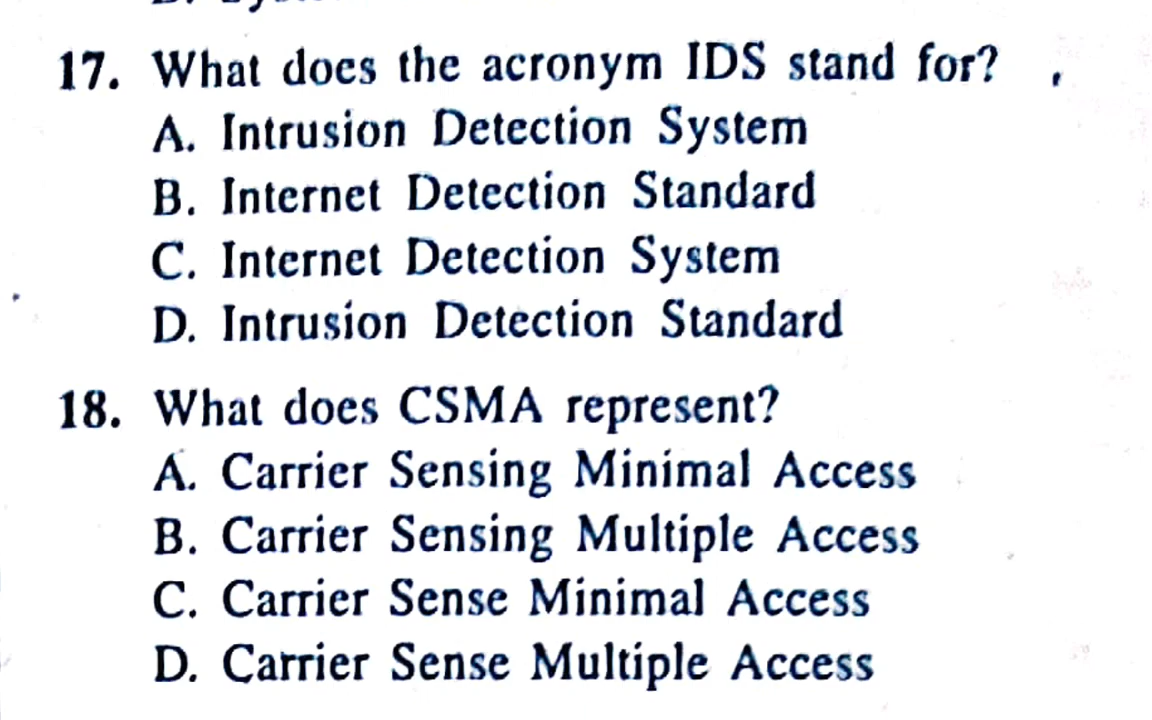 17. What does the acronym IDS stand for?
A. Intrusion Detection System
B. Internet Detection Standard
C. Internet Detection System
D. Intrusion Detection Standard
18. What does CSMA represent?
A. Carrier Sensing Minimal Access
B. Carrier Sensing Multiple Access
C. Carrier Sense Minimal Access
D. Carrier Sense Multiple Access